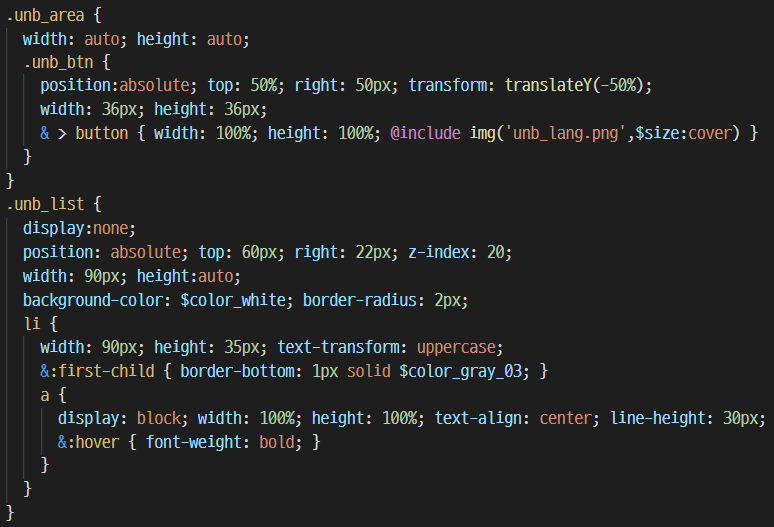 .unb_area {
width: auto; height: auto;
.unb_btn {
position:absolute; top: 50%; right: 50px; transform: translateY(-50%);
width: 36px; height: 36px;
& > button { width: 100%; height: 100%; @include img('unb_lang.png',$size:cover) }
}
}
.unb_list {
display:none;
position: absolute; top: 60px; right: 22px; z-index: 20;
width: 90px; height:auto;
background-color: $color_white; border-radius: 2px;
li {
width: 90px; height: 35px; text-transform: uppercase;
&:first-child { border-bottom: 1px solid $color_gray_03; }
a {
display: block; width: 100%; height: 100%; text-align: center; line-height: 30px;
&:hover { font-weight: bold; }
}
}
}